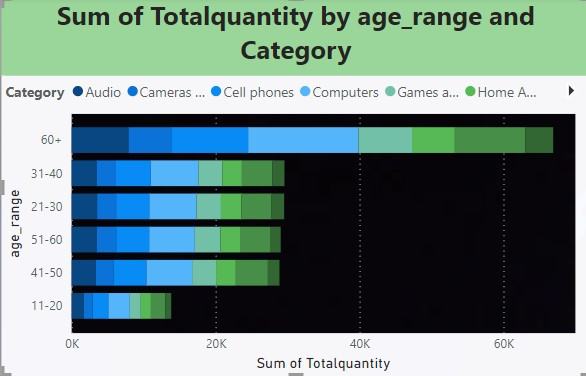 Sum of Totalquantity by age_range and
Category
Category Audio Cameras ... Cell phones Computers Games a... Home A...
age_range
60+
31-40
21-30
51-60
41-50
11-20
0K 20K 40K 60K
Sum of Totalquantity